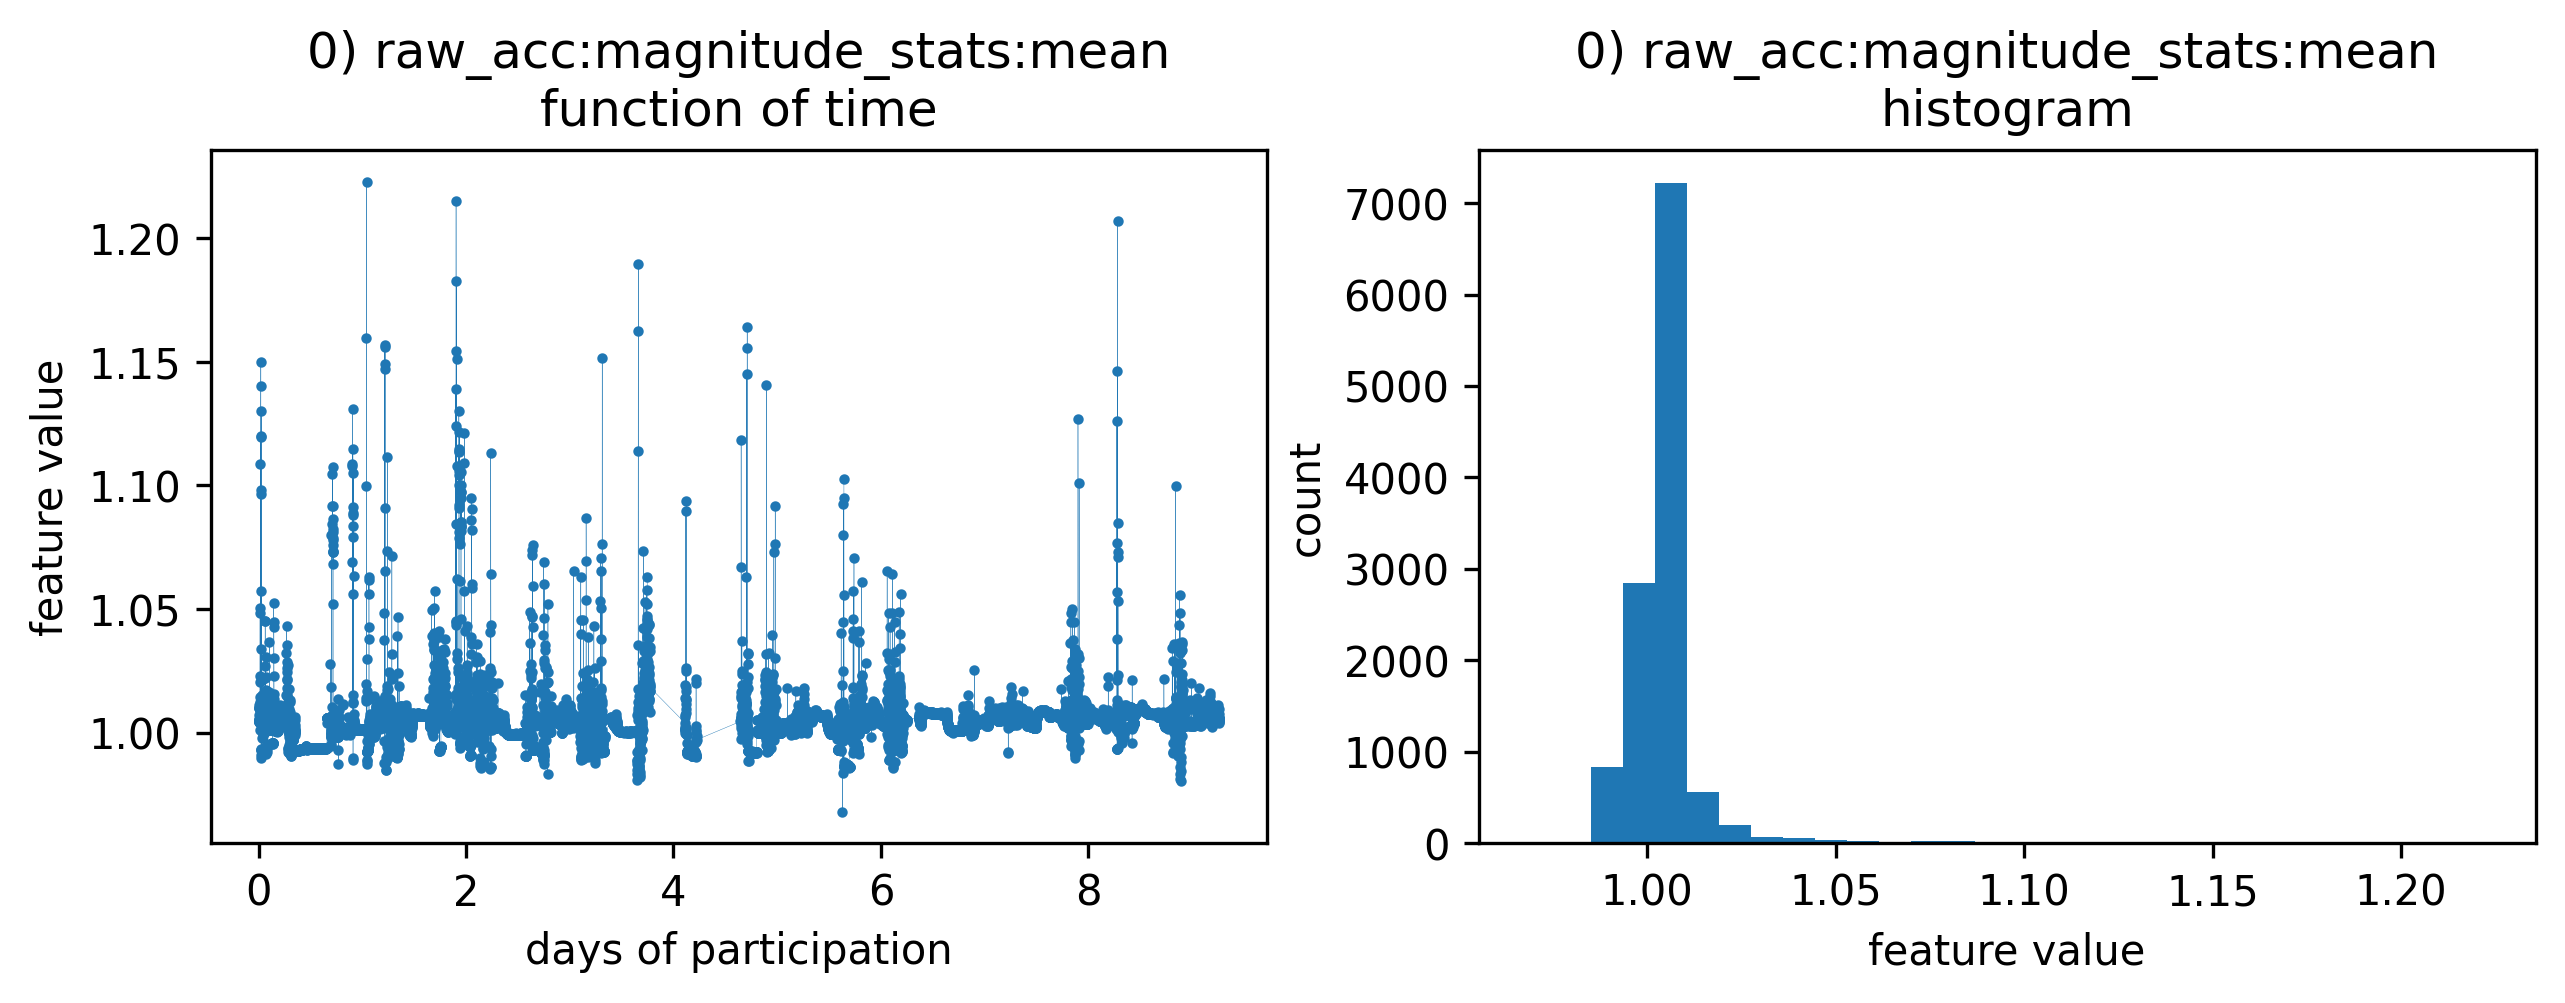 0) raw_acc:magnitude_stats:mean
function of time
feature value
1.20
1.15
1.10
1.05
1.00
0
2
4
6
8
days of participation
0) raw_acc:magnitude_stats:mean
histogram
count
7000
6000
5000
4000
3000
2000
1000
0
1.00
1.05
1.10
1.15
1.20
feature value